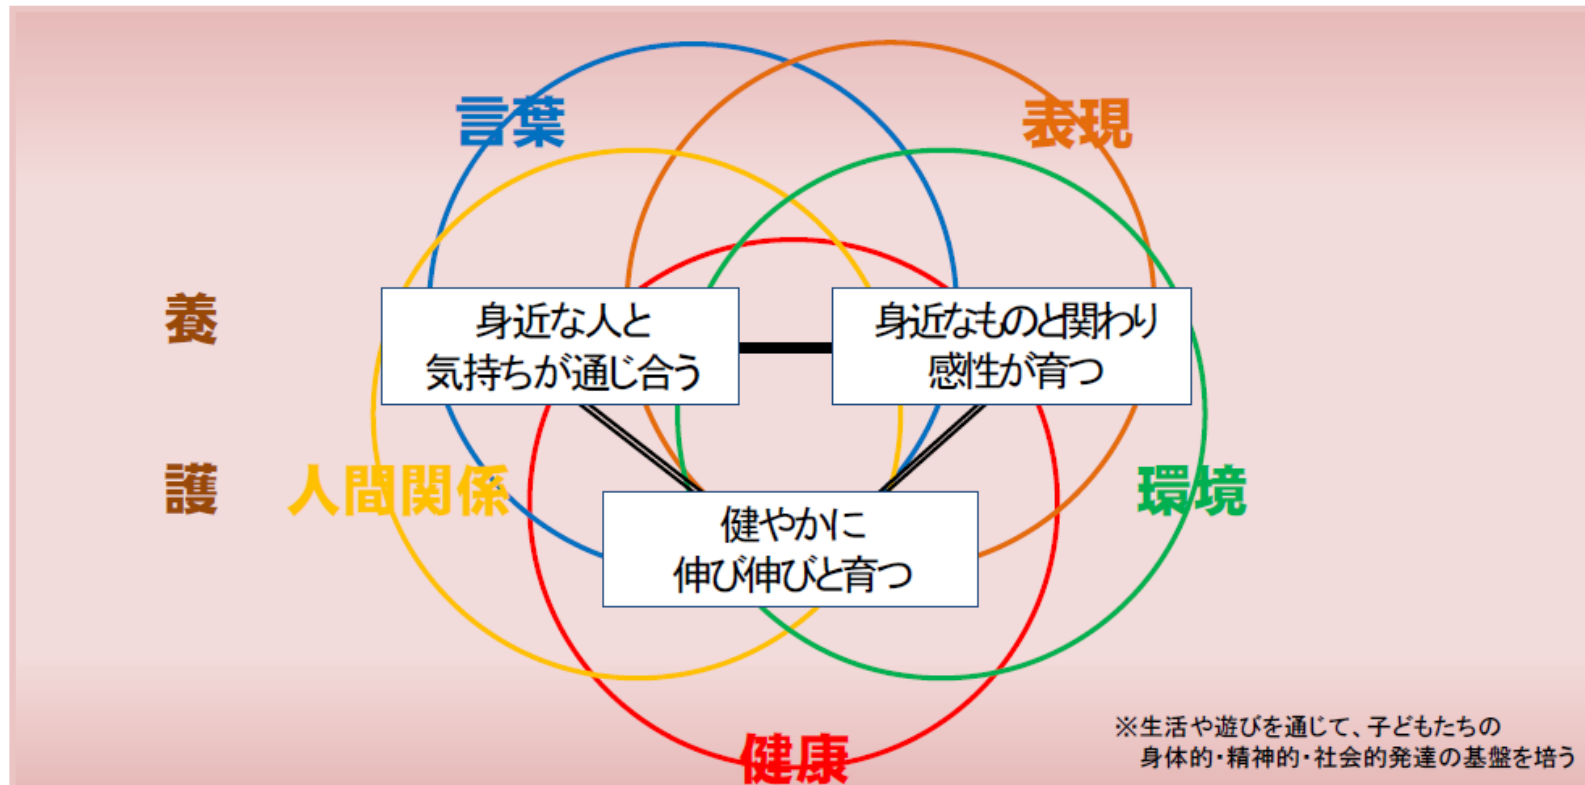 言葉
表現
養
護
身近な人と
気持ちが通じ合う
身近なものと関わり
感性が育つ
人間関係
環境
健やかに
伸び伸びと育つ
健康
※生活や遊びを通じて、子どもたちの
身体的・精神的・社会的発達の基盤を培う